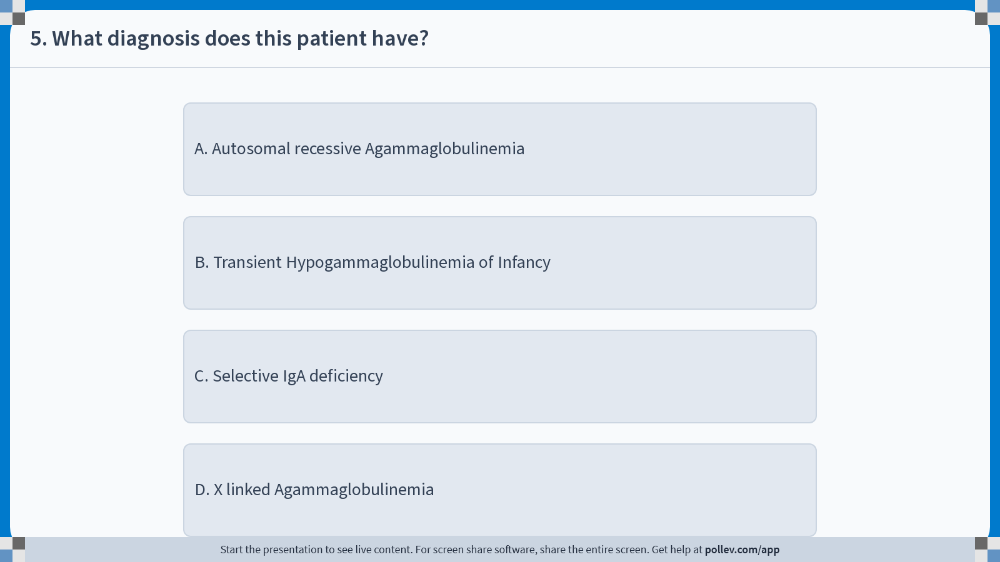 5. What diagnosis does this patient have?
A. Autosomal recessive Agammaglobulinemia
B. Transient Hypogammaglobulinemia of Infancy
C. Selective IgA deficiency
D. X linked Agammaglobulinemia
Start the presentation to see live content. For screen share software, share the entire screen. Get help at pollev.com/app